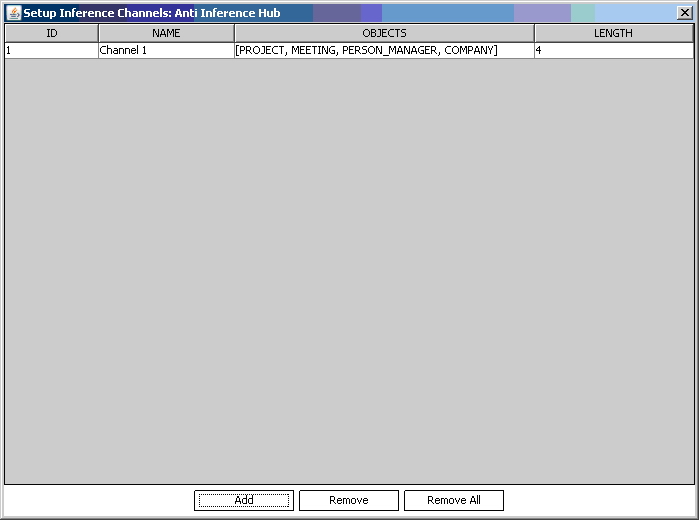 Setup Inference Channels: Anti Inference Hub
ID NAME OBJECTS LENGTH
1 Channel 1 [PROJECT, MEETING, PERSON_MANAGER, COMPANY] 4
Add Remove Remove All